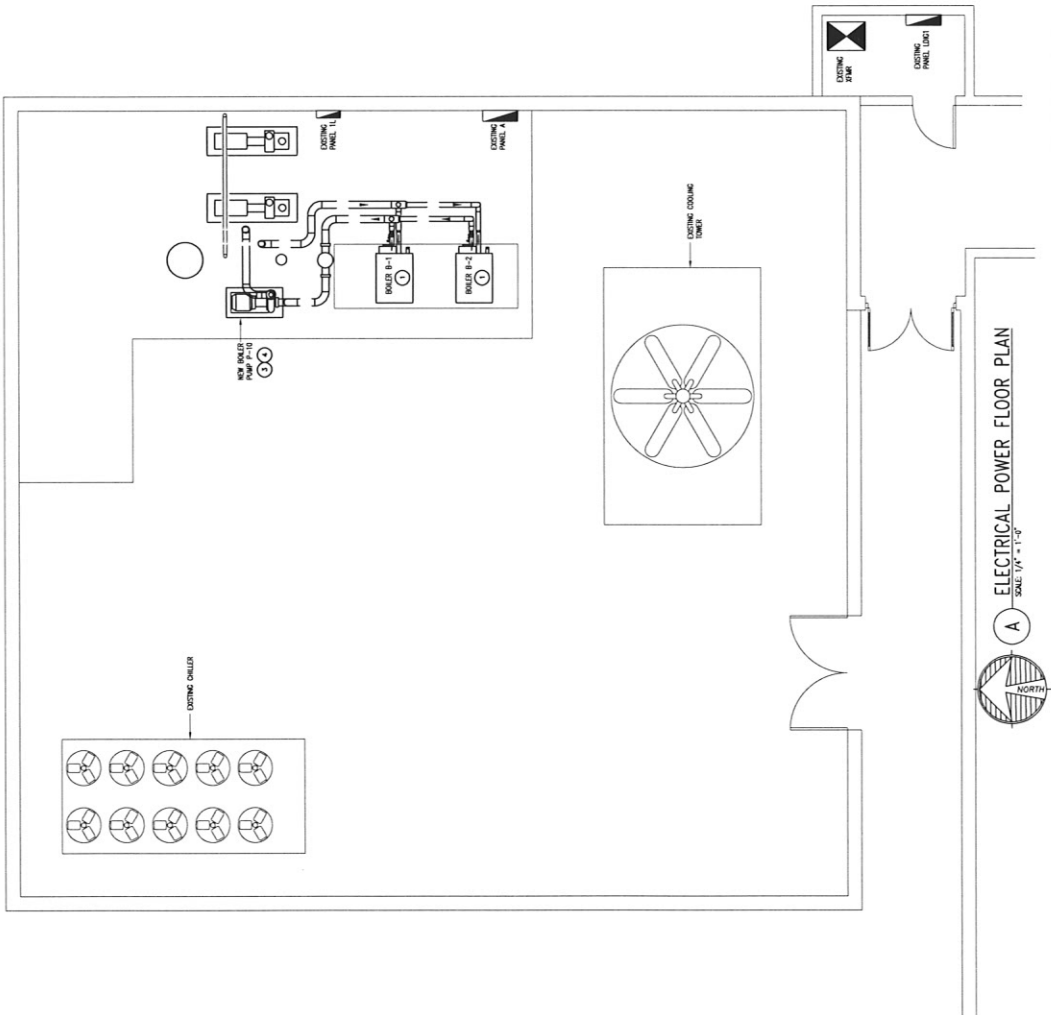 EXISTING
XFMR
EXISTING
PANEL LDIG1
EXISTING
PANEL 1L
EXISTING
PANEL A
BOILER B-1
1
BOILER B-2
1
NEW BOILER
PUMP P-10
3 4
EXISTING COOLING
TOWER
EXISTING CHILLER
A
ELECTRICAL POWER FLOOR PLAN
SCALE: 1/4" = 1'-0"
NORTH